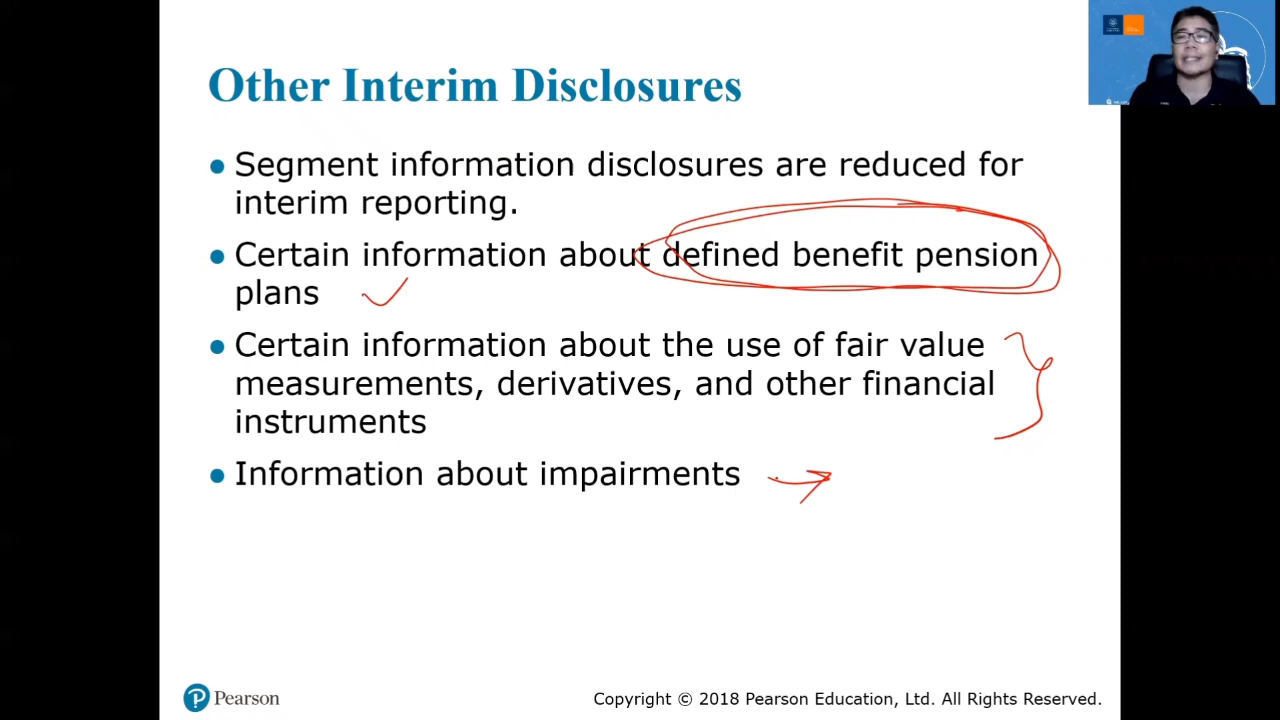 Other Interim Disclosures
● Segment information disclosures are reduced for
interim reporting.
● Certain information about defined benefit pension
plans
● Certain information about the use of fair value
measurements, derivatives, and other financial
instruments
● Information about impairments
P Pearson
Copyright © 2018 Pearson Education, Ltd. All Rights Reserved.